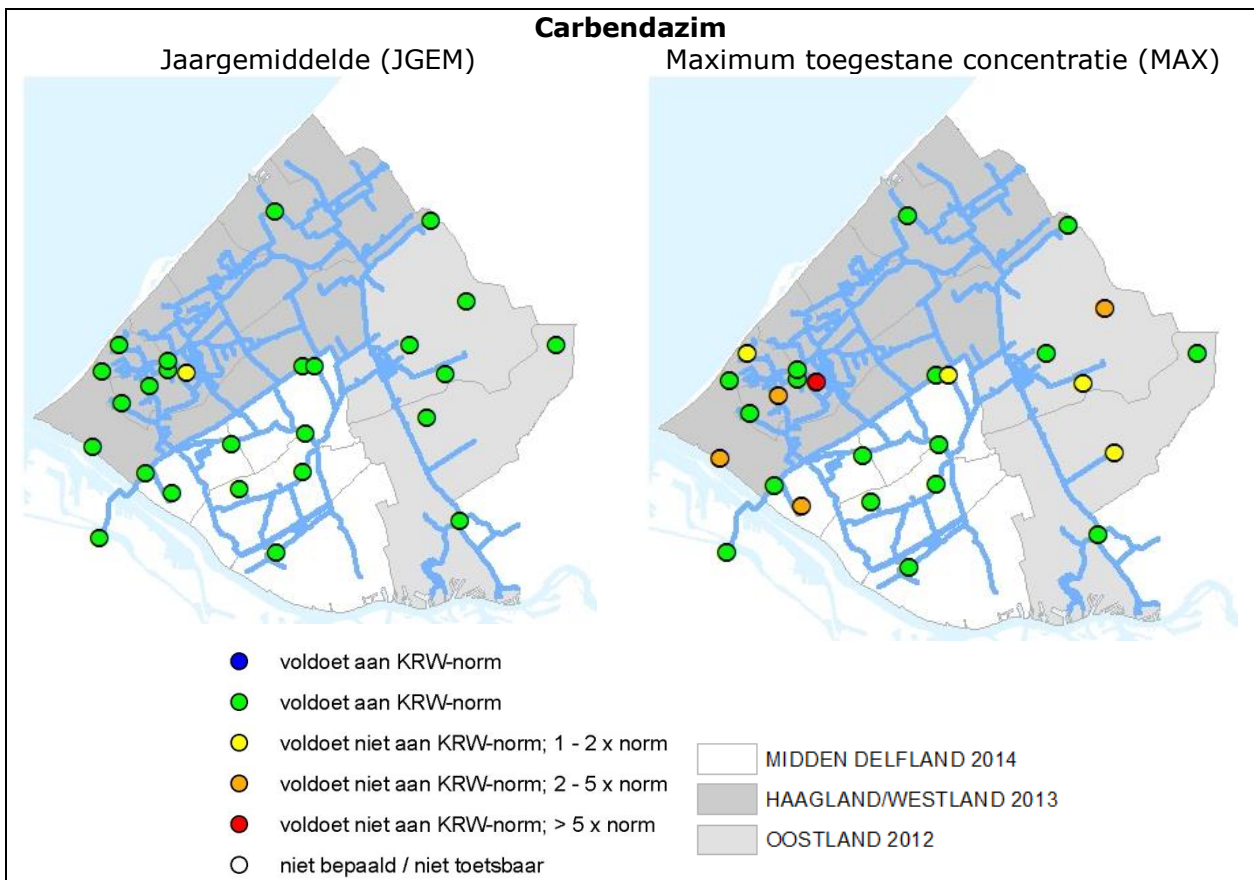 Carbendazim
Jaargemiddelde (JGEM)
Maximum toegestane concentratie (MAX)
voldoet aan KRW-norm
voldoet aan KRW-norm
voldoet niet aan KRW-norm; 1 - 2 x norm
voldoet niet aan KRW-norm; 2 - 5 x norm
voldoet niet aan KRW-norm; > 5 x norm
niet bepaald / niet toetsbaar
MIDDEN DELFLAND 2014
HAAGLAND/WESTLAND 2013
OOSTLAND 2012